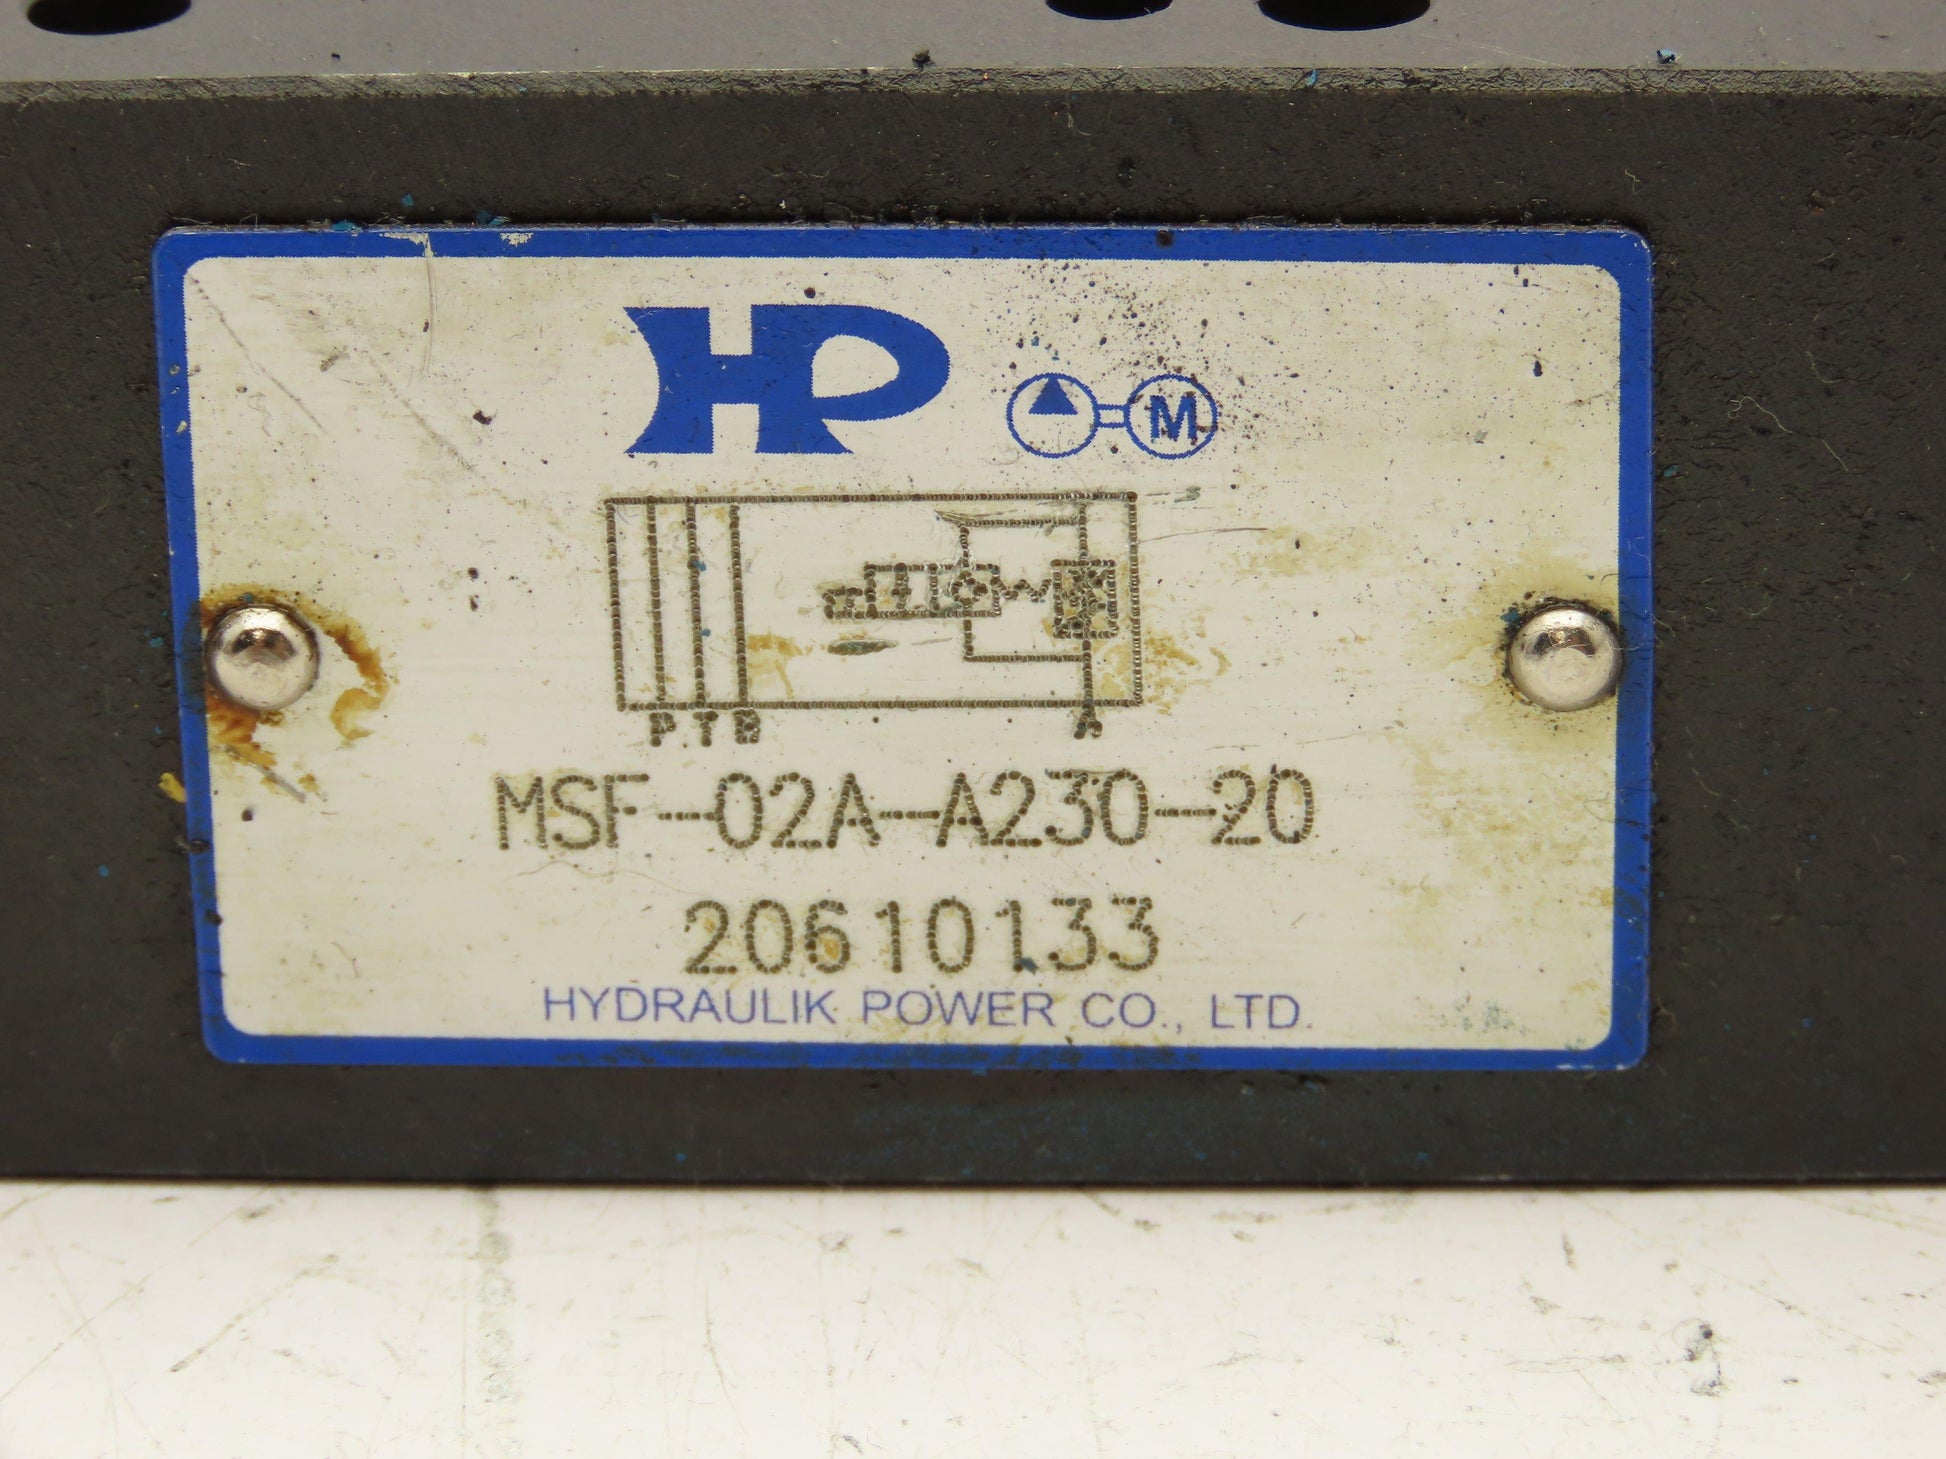 HP M
P T B A
MSF-02A-A230-20
20610133
HYDRAULIK POWER CO., LTD.